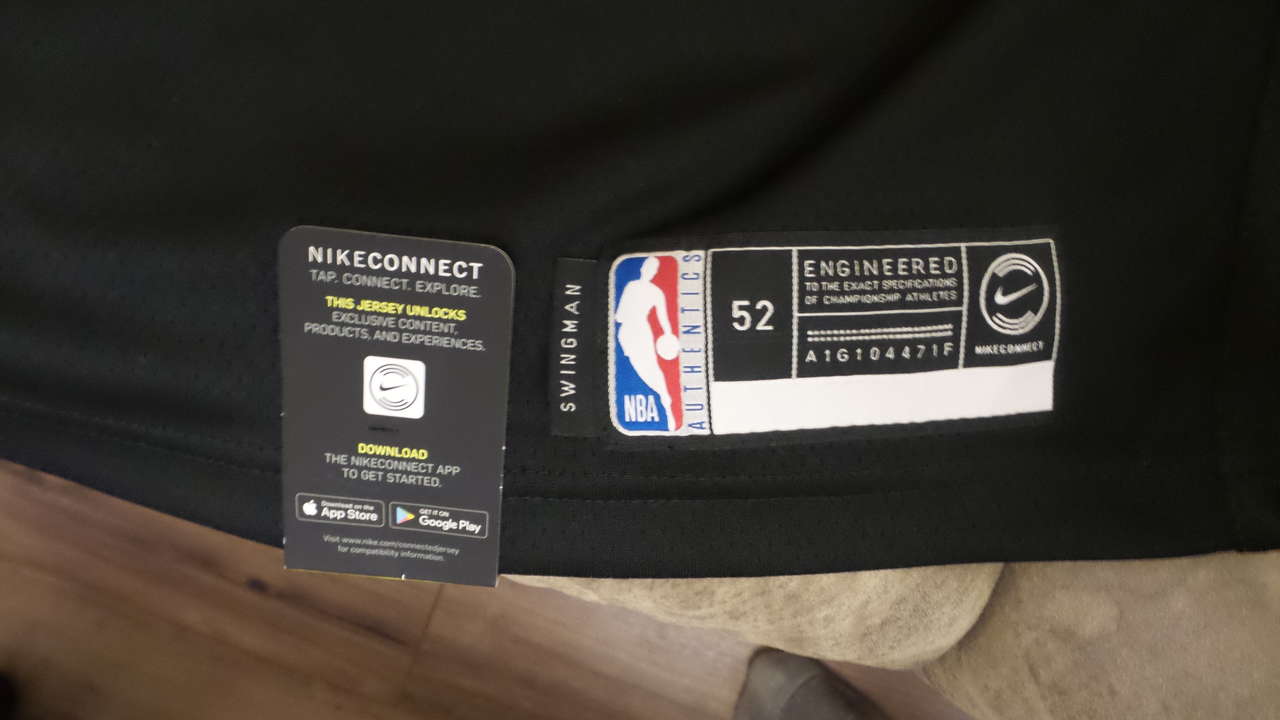 NIKECONNECT
TAP. CONNECT. EXPLORE.
THIS JERSEY UNLOCKS
EXCLUSIVE CONTENT,
PRODUCTS, AND EXPERIENCES.
DOWNLOAD
THE NIKECONNECT APP
TO GET STARTED.
Download on the
App Store
GET IT ON
Google Play
Visit www.nike.com/connectedjersey
for compatibility information.
SWINGMAN
NBA
AUTHENTICS
52
ENGINEERED
TO THE EXACT SPECIFICATIONS
OF CHAMPIONSHIP ATHLETES
A1G104471F
NIKECONNECT